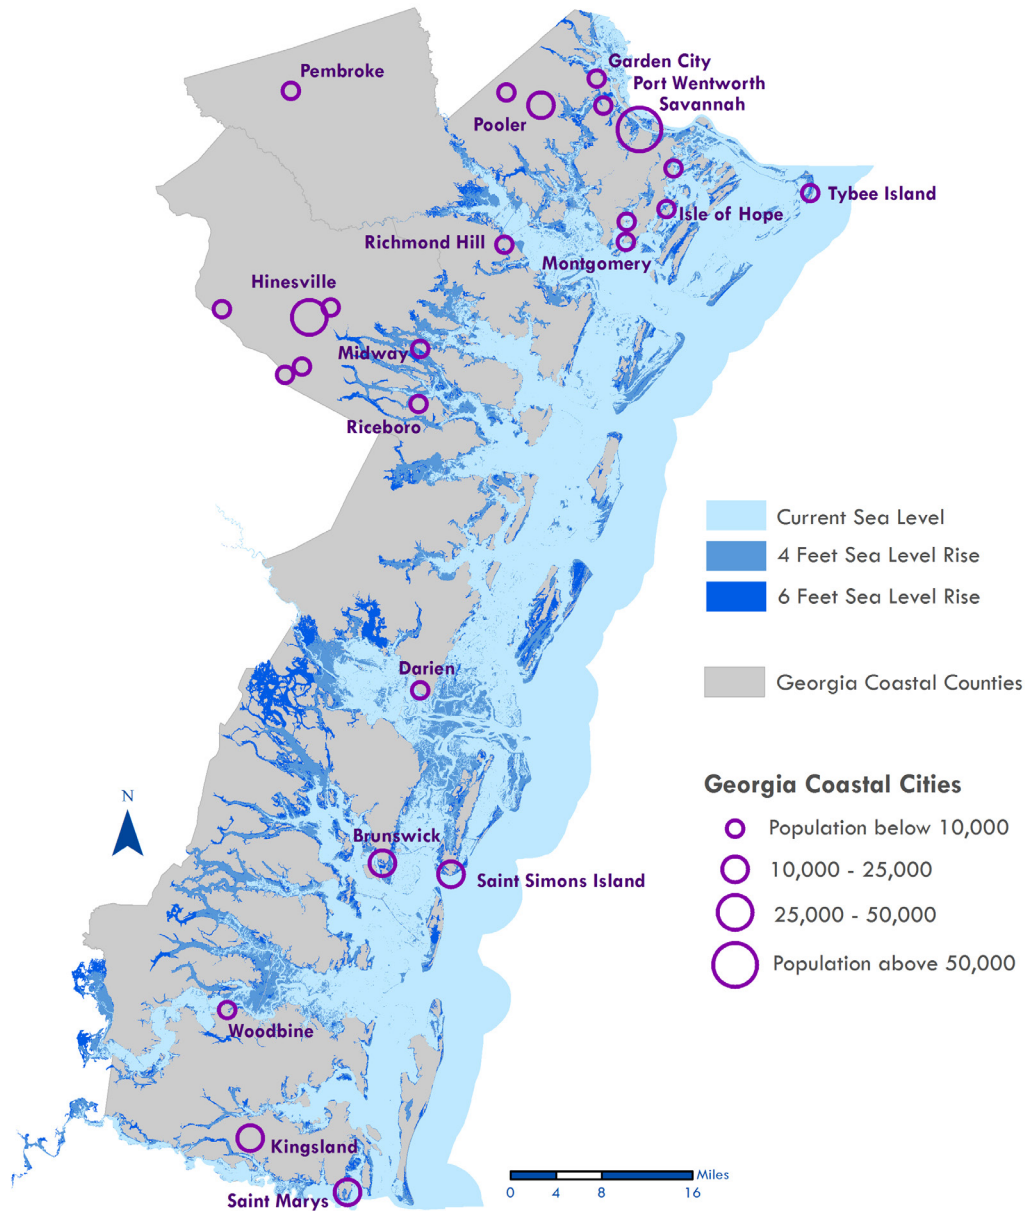 Garden City
Pembroke
Port Wentworth
Savannah
Pooler
Tybee Island
Isle of Hope
Richmond Hill
Montgomery
Hinesville
Midway
Riceboro
Current Sea Level
4 Feet Sea Level Rise
6 Feet Sea Level Rise
Darien
Georgia Coastal Counties
Georgia Coastal Cities
N
Population below 10,000
Brunswick
10,000 - 25,000
Saint Simons Island
25,000 - 50,000
Population above 50,000
Woodbine
Kingsland
Miles
Saint Marys
0 4 8 16